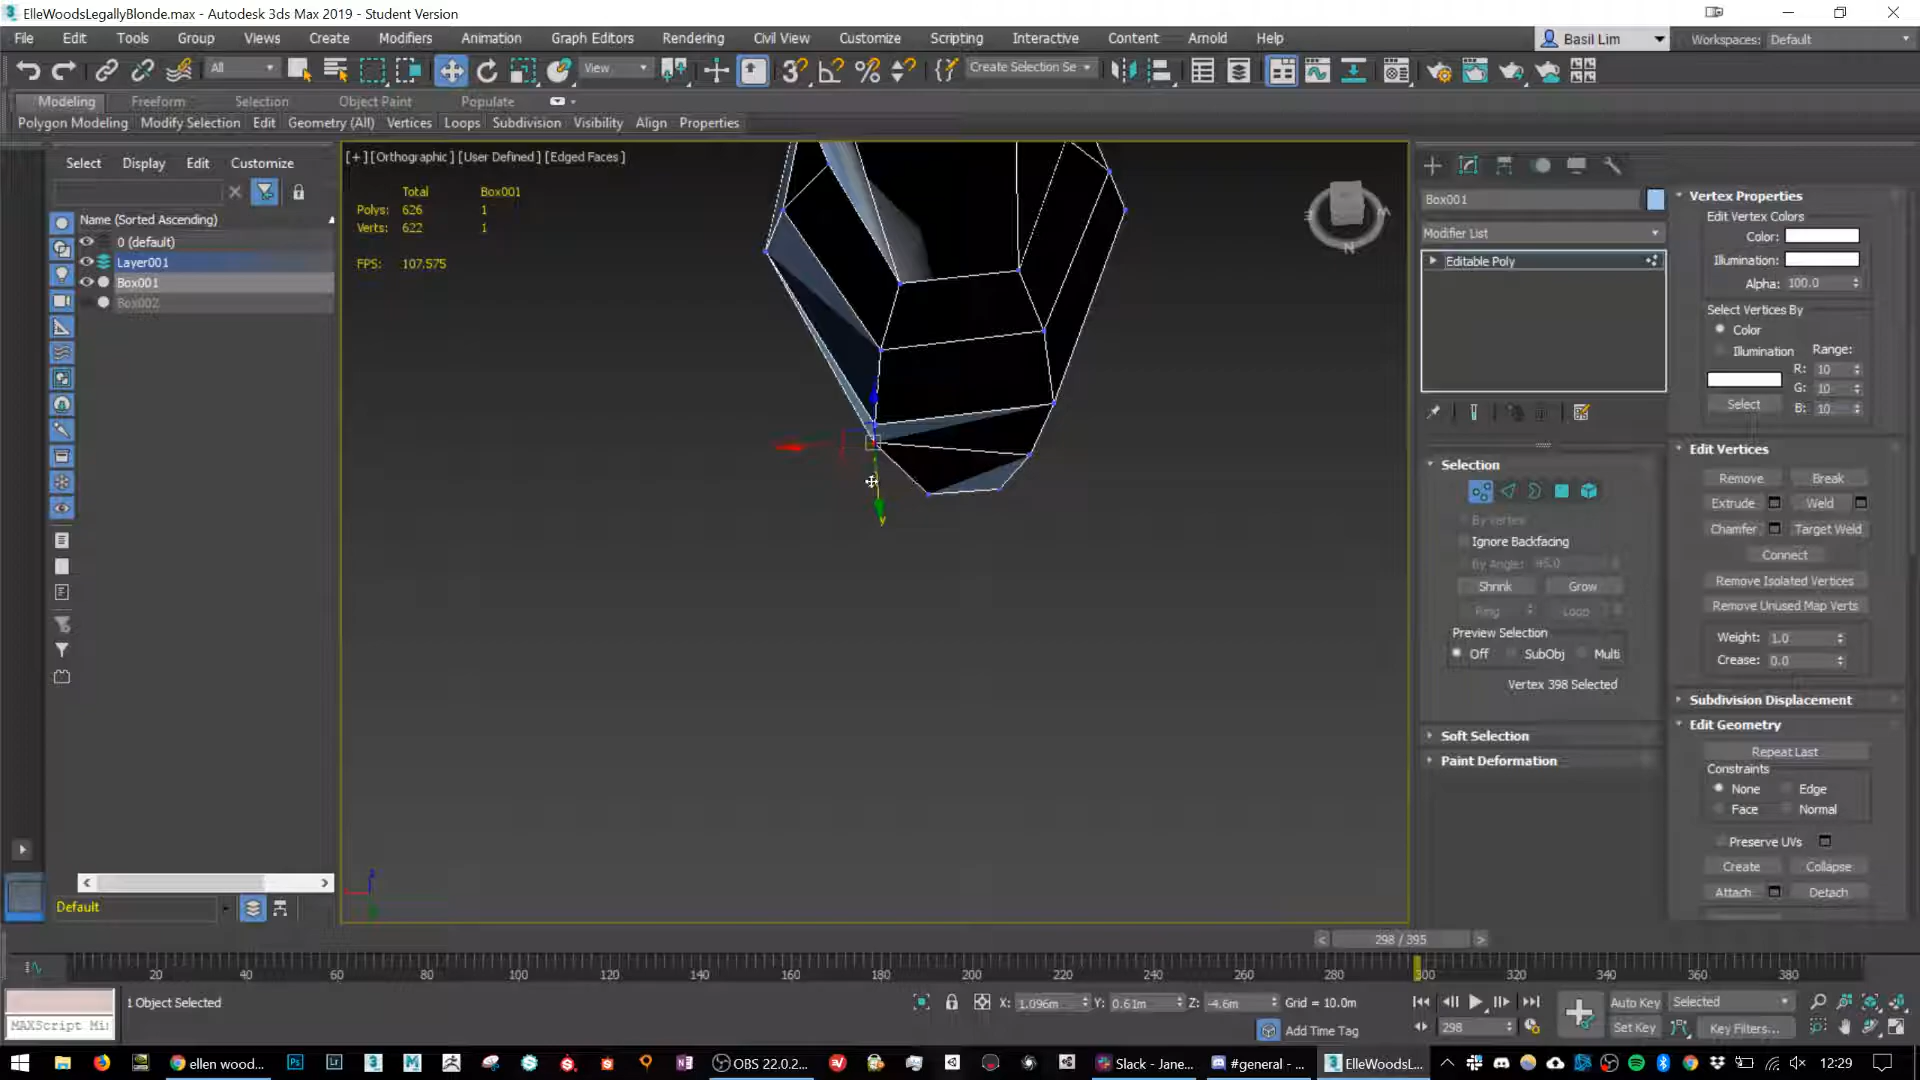 ElleWoodsLegallyBlonde.max - Autodesk 3ds Max 2019 - Student Version
File Edit Tools Group Views Create Modifiers Animation Graph Editors Rendering Civil View Customize Scripting Interactive Content Arnold Help Basil Lim Workspaces: Default
All View Create Selection Se
Modeling Freeform Selection Object Paint Populate
Polygon Modeling Modify Selection Edit Geometry (All) Vertices Loops Subdivision Visibility Align Properties
Select Display Edit Customize
Name (Sorted Ascending)
0 (default)
Layer001
Box001
Box002
Default
[+] [Orthographic] [User Defined] [Edged Faces]
Total Box001
Polys: 626 1
Verts: 622 1
FPS: 107.575
N
y
Box001
Modifier List
Editable Poly
Selection
By Vertex
Ignore Backfacing
By Angle: 45.0
Shrink Grow
Ring Loop
Preview Selection
Off SubObj Multi
Vertex 398 Selected
Soft Selection
Paint Deformation
Vertex Properties
Edit Vertex Colors
Color:
Illumination:
Alpha: 100.0
Select Vertices By
Color
Illumination Range:
R: 10
G: 10
Select B: 10
Edit Vertices
Remove Break
Extrude Weld
Chamfer Target Weld
Connect
Remove Isolated Vertices
Remove Unused Map Verts
Weight: 1.0
Crease: 0.0
Subdivision Displacement
Edit Geometry
Repeat Last
Constraints
None Edge
Face Normal
Preserve UVs
Create Collapse
Attach Detach
< 298 / 395 >
20 40 60 80 100 120 140 160 180 200 220 240 260 280 300 320 340 360 380
1 Object Selected X: 1.096m Y: 0.61m Z: -4.6m Grid = 10.0m Auto Key Selected
MAXScript Mi Add Time Tag 298 Set Key Key Filters...
ellen wood... OBS 22.0.2... Slack - Jane... #general - ... ElleWoodsL... 12:29